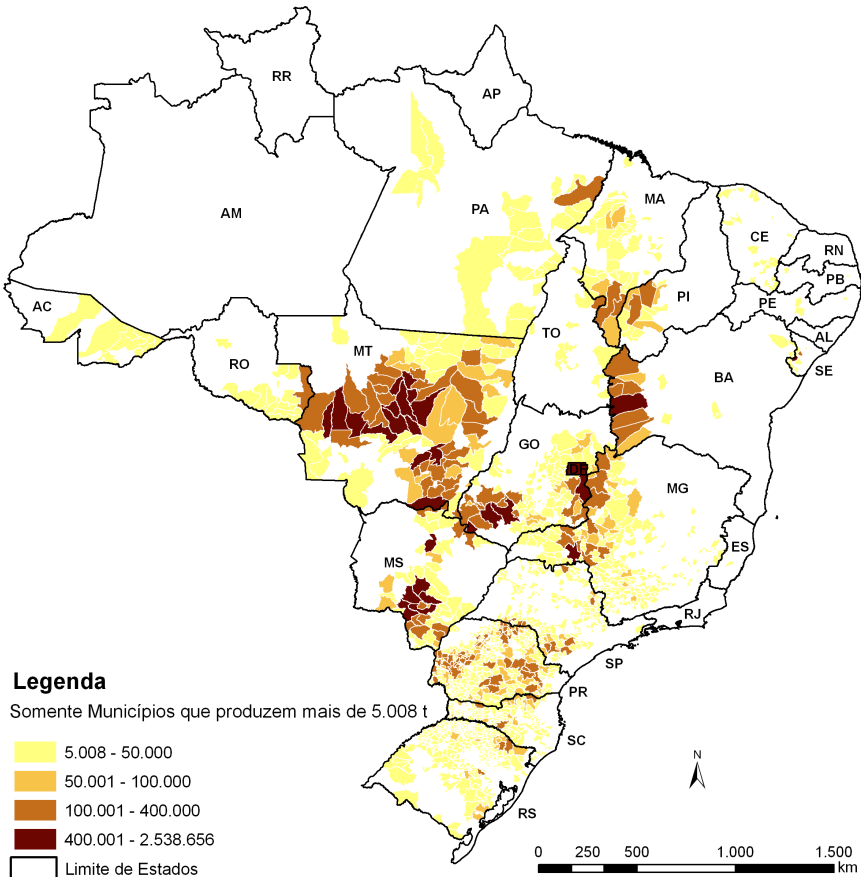 RR
AP
AM
PA
MA
CE
RN
PB
PE
PI
AC
AL
TO
SE
RO
MT
BA
GO
DF
MG
ES
MS
RJ
SP
PR
SC
RS
Legenda
Somente Municípios que produzem mais de 5.008 t
5.008 - 50.000
50.001 - 100.000
100.001 - 400.000
400.001 - 2.538.656
Limite de Estados
N
0 250 500 1.000 1.500
km